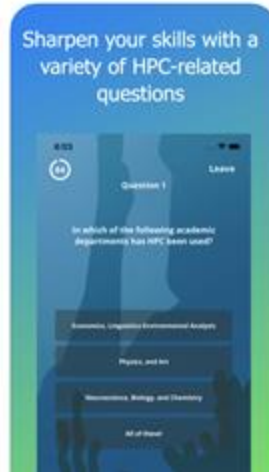 Sharpen your skills with a
variety of HPC-related
questions
Leave
Question 1
In which of the following academic
departments has HPC been used?
Economics, Linguistics Environmental Analysis
Physics, and Art
Neuroscience, Biology, and Chemistry
All of these!